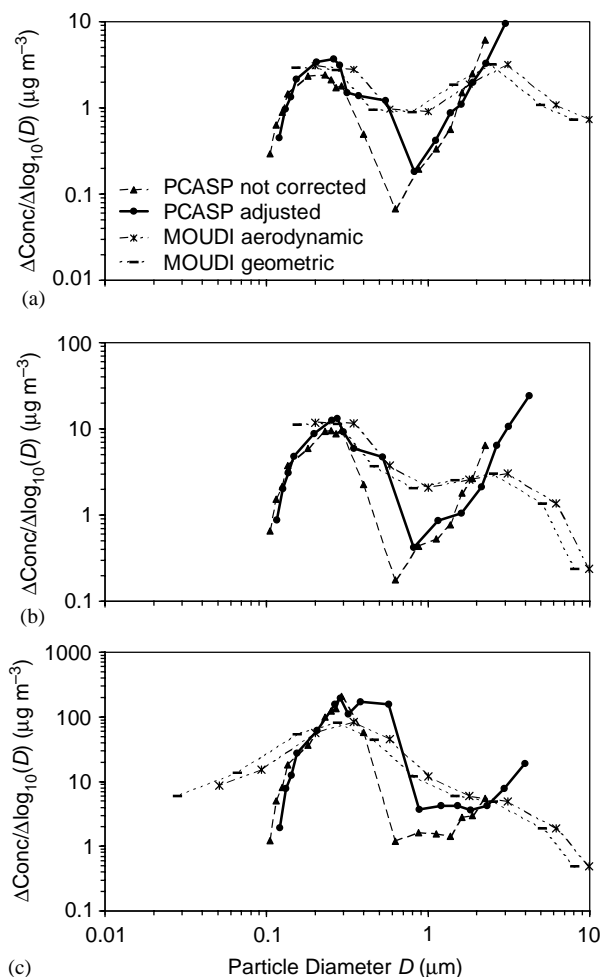 10
1
0.1
0.01
ΔConc/Δlog₁₀(D) (μg m⁻³)
PCASP not corrected
PCASP adjusted
MOUDI aerodynamic
MOUDI geometric
(a)
100
10
1
0.1
ΔConc/Δlog₁₀(D) (μg m⁻³)
(b)
1000
100
10
1
0.1
ΔConc/Δlog₁₀(D) (μg m⁻³)
0.01 0.1 1 10
(c) Particle Diameter D (μm)